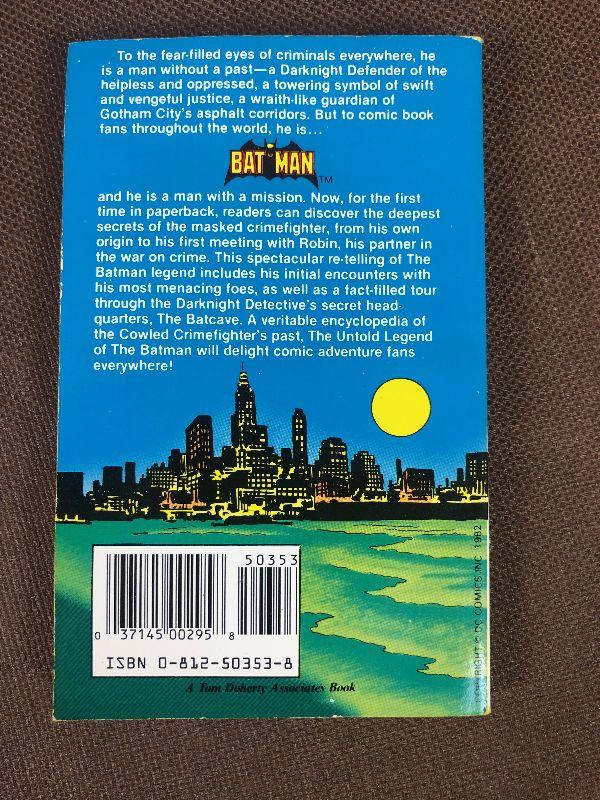 To the fear-filled eyes of criminals everywhere, he
is a man without a past—a Darknight Defender of the
helpless and oppressed, a towering symbol of swift
and vengeful justice, a wraith-like guardian of
Gotham City's asphalt corridors. But to comic book
fans throughout the world, he is...
BATMAN TM
and he is a man with a mission. Now, for the first
time in paperback, readers can discover the deepest
secrets of the masked crimefighter, from his own
origin to his first meeting with Robin, his partner in
the war on crime. This spectacular re-telling of The
Batman legend includes his initial encounters with
his most menacing foes, as well as a fact-filled tour
through the Darknight Detective's secret head-
quarters, The Batcave. A veritable encyclopedia of
the Cowled Crimefighter's past, The Untold Legend
of The Batman will delight comic adventure fans
everywhere!
50353
0 37145 00295 8
ISBN 0-812-50353-8
A Tom Doherty Associates Book
COPYRIGHT © DC COMICS INC. 1982